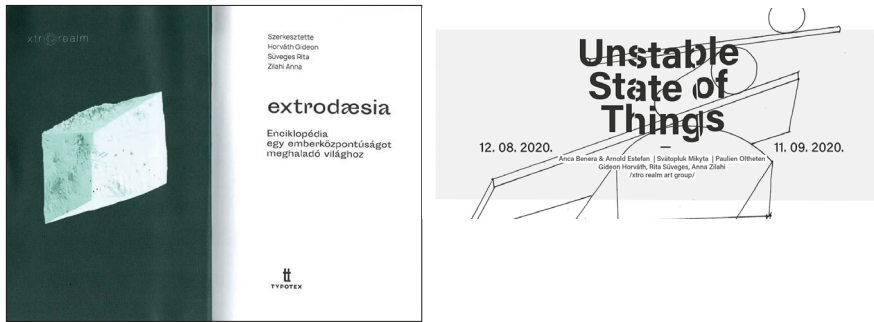 xtro realm
Szerkesztette
Horváth Gideon
Süveges Rita
Zilahi Anna
extrodæsia
Enciklopédia
egy emberközpontúságot
meghaladó világhoz
TYPOTEX
Unstable
State of
Things
12. 08. 2020.
11. 09. 2020.
Anca Benera & Arnold Estefan | Svätopluk Mikyta | Paulien Oltheten
Gideon Horváth, Rita Süveges, Anna Zilahi
/xtro realm art group/